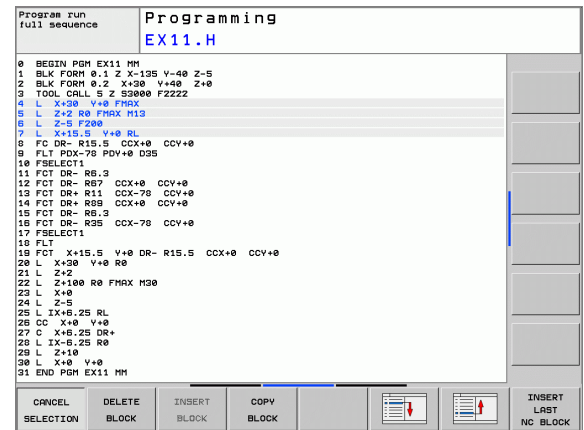 Program run
full sequence
Programming
EX11.H
0 BEGIN PGM EX11 MM
1 BLK FORM 0.1 Z X-135 Y-40 Z-5
2 BLK FORM 0.2 X+30 Y+40 Z+0
3 TOOL CALL 5 Z S3000 F2222
4 L X+30 Y+0 FMAX
5 L Z+2 R0 FMAX M13
6 L Z-5 F200
7 L X+15.5 Y+0 RL
8 FC DR- R15.5 CCX+0 CCY+0
9 FLT PDX-78 PDY+0 D35
10 FSELECT1
11 FCT DR- R6.3
12 FCT DR- R67 CCX+0 CCY+0
13 FCT DR+ R11 CCX-78 CCY+0
14 FCT DR+ R89 CCX+0 CCY+0
15 FCT DR- R6.3
16 FCT DR- R35 CCX-78 CCY+0
17 FSELECT1
18 FLT
19 FCT X+15.5 Y+0 DR- R15.5 CCX+0 CCY+0
20 L X+30 Y+0 R0
21 L Z+2
22 L Z+100 R0 FMAX M30
23 L X+0
24 L Z-5
25 L IX+6.25 RL
26 CC X+0 Y+0
27 C X+6.25 DR+
28 L IX-6.25 R0
29 L Z+10
30 L X+0 Y+0
31 END PGM EX11 MM
CANCEL
SELECTION
DELETE
BLOCK
INSERT
BLOCK
COPY
BLOCK
INSERT
LAST
NC BLOCK